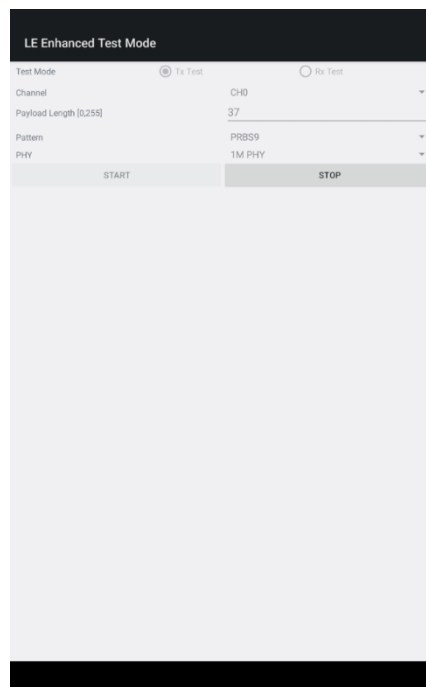 LE Enhanced Test Mode
Test Mode Tx Test Rx Test
Channel CH0
Payload Length [0,255] 37
Pattern PRBS9
PHY 1M PHY
START STOP